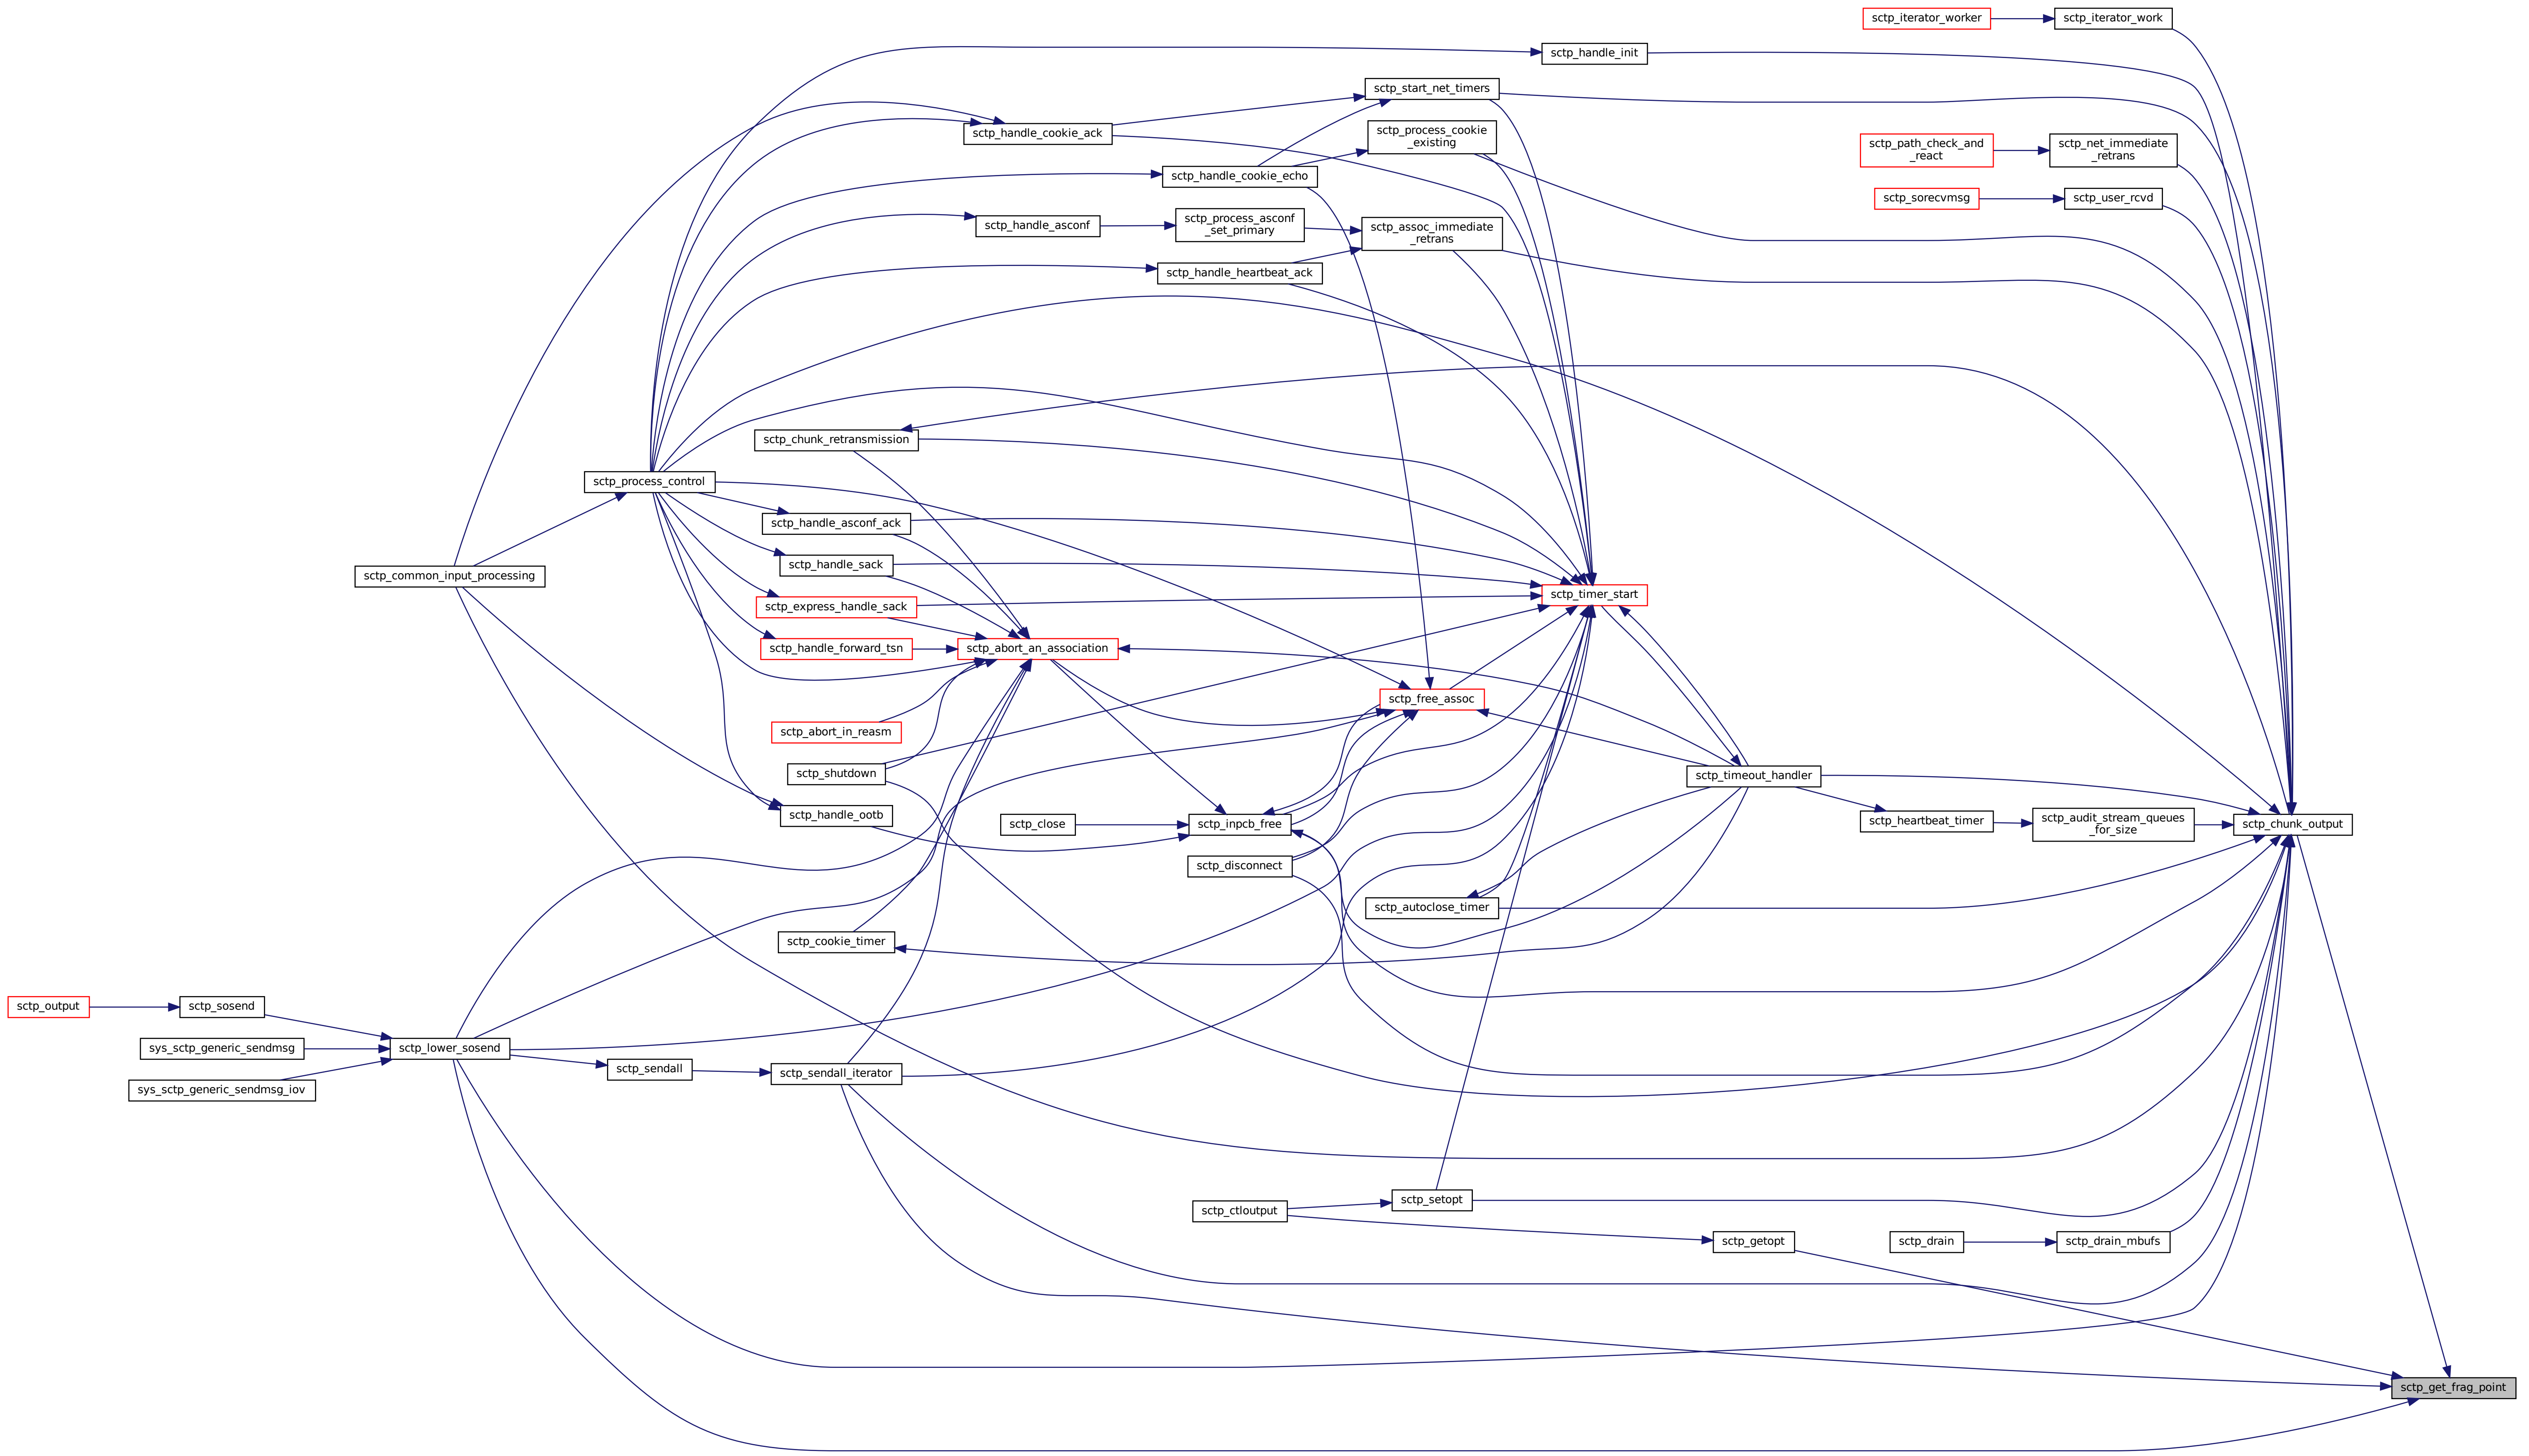 sctp_iterator_worker
sctp_iterator_work
sctp_handle_init
sctp_start_net_timers
sctp_handle_cookie_ack
sctp_process_cookie
_existing
sctp_path_check_and
_react
sctp_net_immediate
_retrans
sctp_handle_cookie_echo
sctp_sorecvmsg
sctp_user_rcvd
sctp_handle_asconf
sctp_process_asconf
_set_primary
sctp_assoc_immediate
_retrans
sctp_handle_heartbeat_ack
sctp_chunk_retransmission
sctp_process_control
sctp_handle_asconf_ack
sctp_handle_sack
sctp_common_input_processing
sctp_express_handle_sack
sctp_timer_start
sctp_handle_forward_tsn
sctp_abort_an_association
sctp_free_assoc
sctp_abort_in_reasm
sctp_shutdown
sctp_timeout_handler
sctp_handle_ootb
sctp_close
sctp_inpcb_free
sctp_heartbeat_timer
sctp_audit_stream_queues
_for_size
sctp_chunk_output
sctp_disconnect
sctp_autoclose_timer
sctp_cookie_timer
sctp_output
sctp_sosend
sys_sctp_generic_sendmsg
sctp_lower_sosend
sctp_sendall
sctp_sendall_iterator
sys_sctp_generic_sendmsg_iov
sctp_ctloutput
sctp_setopt
sctp_getopt
sctp_drain
sctp_drain_mbufs
sctp_get_frag_point